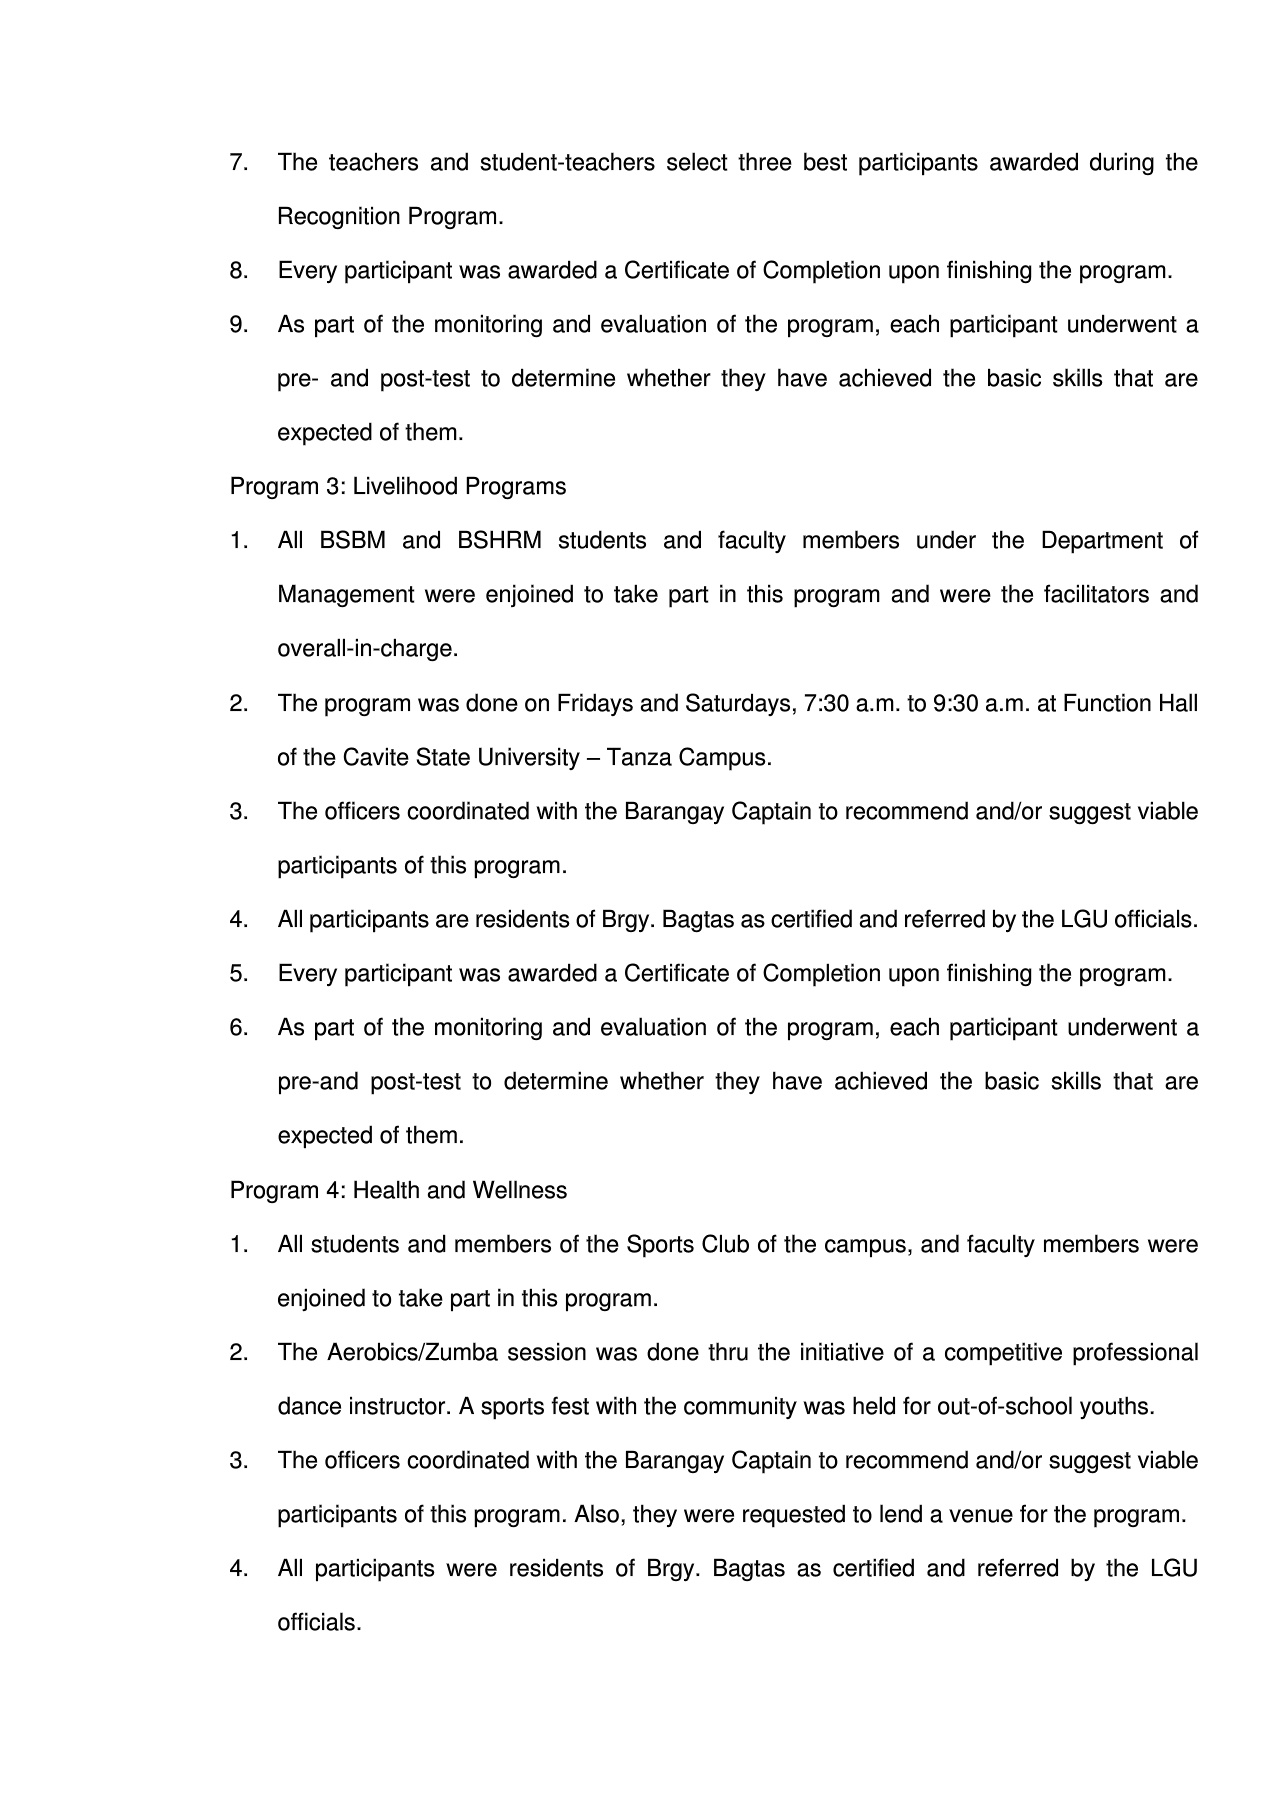 7. The teachers and student-teachers select three best participants awarded during the
Recognition Program.
8. Every participant was awarded a Certificate of Completion upon finishing the program.
9. As part of the monitoring and evaluation of the program, each participant underwent a
pre- and post-test to determine whether they have achieved the basic skills that are
expected of them.
Program 3: Livelihood Programs
1. All BSBM and BSHRM students and faculty members under the Department of
Management were enjoined to take part in this program and were the facilitators and
overall-in-charge.
2. The program was done on Fridays and Saturdays, 7:30 a.m. to 9:30 a.m. at Function Hall
of the Cavite State University – Tanza Campus.
3. The officers coordinated with the Barangay Captain to recommend and/or suggest viable
participants of this program.
4. All participants are residents of Brgy. Bagtas as certified and referred by the LGU officials.
5. Every participant was awarded a Certificate of Completion upon finishing the program.
6. As part of the monitoring and evaluation of the program, each participant underwent a
pre-and post-test to determine whether they have achieved the basic skills that are
expected of them.
Program 4: Health and Wellness
1. All students and members of the Sports Club of the campus, and faculty members were
enjoined to take part in this program.
2. The Aerobics/Zumba session was done thru the initiative of a competitive professional
dance instructor. A sports fest with the community was held for out-of-school youths.
3. The officers coordinated with the Barangay Captain to recommend and/or suggest viable
participants of this program. Also, they were requested to lend a venue for the program.
4. All participants were residents of Brgy. Bagtas as certified and referred by the LGU
officials.